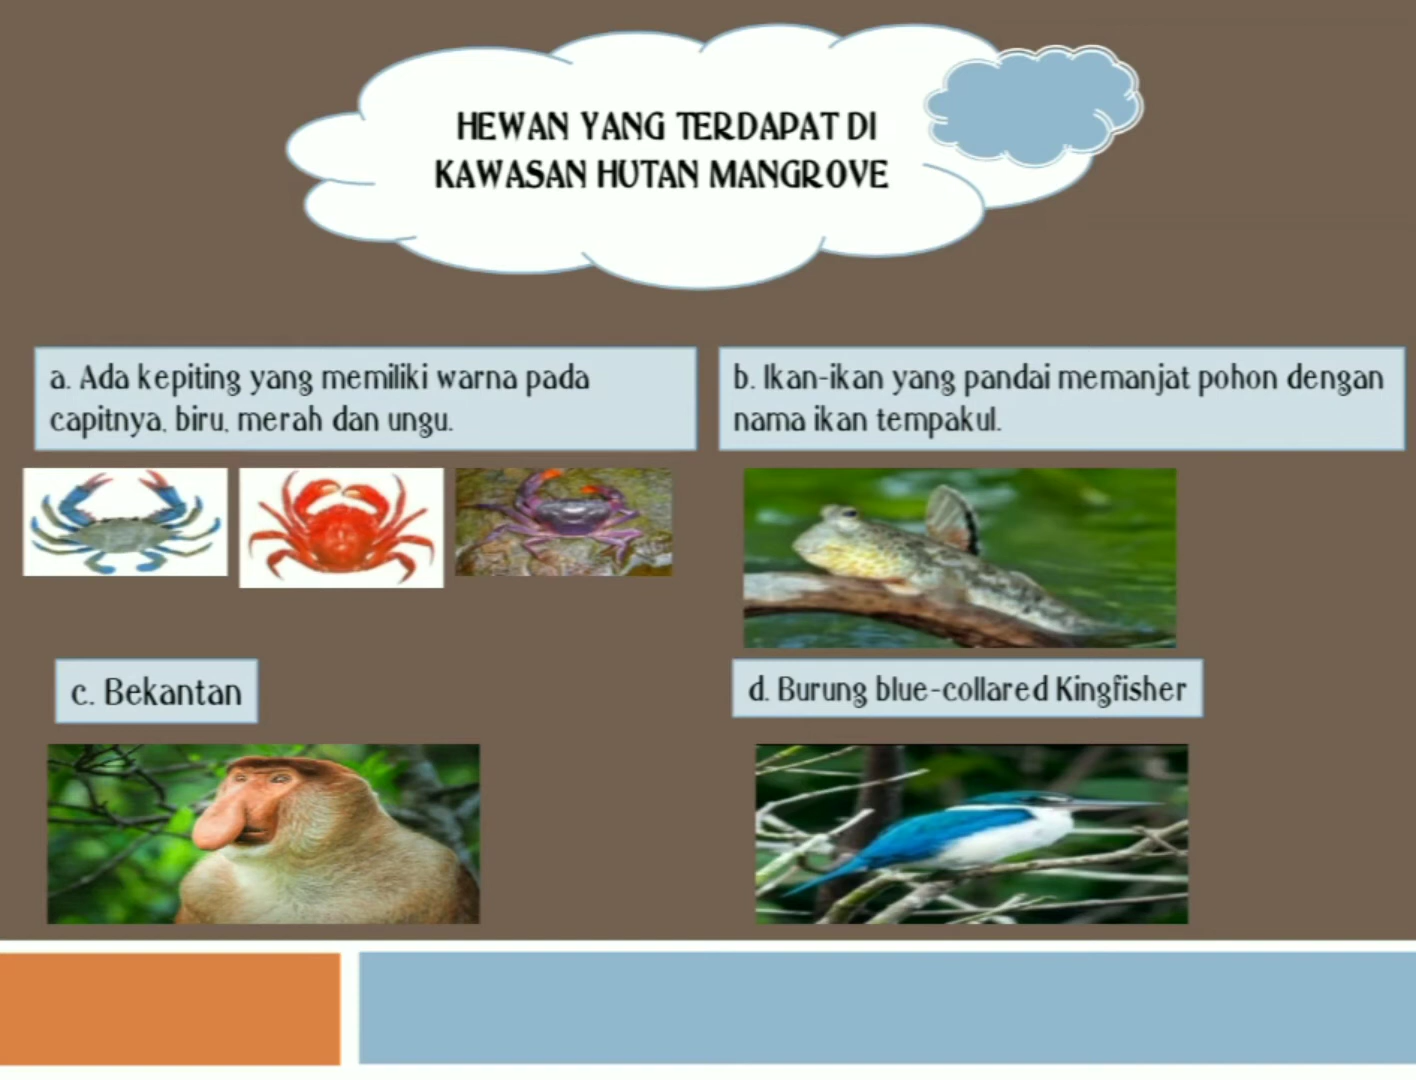 HEWAN YANG TERDAPAT DI
KAWASAN HUTAN MANGROVE
a. Ada kepiting yang memiliki warna pada
capitnya, biru, merah dan ungu.
b. Ikan-ikan yang pandai memanjat pohon dengan
nama ikan tempakul.
c. Bekantan
d. Burung blue-collared Kingfisher